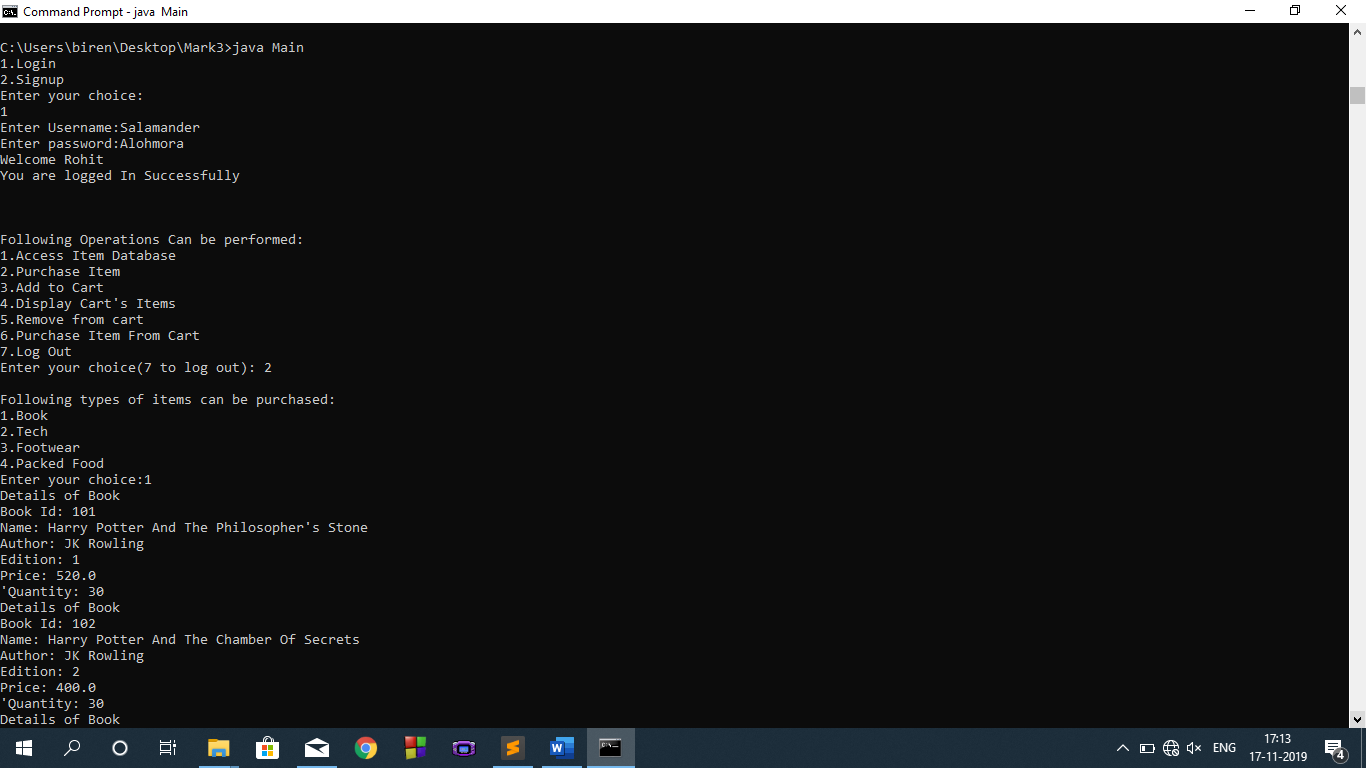 Command Prompt - java  Main
C:\Users\biren\Desktop\Mark3>java Main
1.Login
2.Signup
Enter your choice:
1
Enter Username:Salamander
Enter password:Alohmora
Welcome Rohit
You are logged In Successfully
Following Operations Can be performed:
1.Access Item Database
2.Purchase Item
3.Add to Cart
4.Display Cart's Items
5.Remove from cart
6.Purchase Item From Cart
7.Log Out
Enter your choice(7 to log out): 2
Following types of items can be purchased:
1.Book
2.Tech
3.Footwear
4.Packed Food
Enter your choice:1
Details of Book
Book Id: 101
Name: Harry Potter And The Philosopher's Stone
Author: JK Rowling
Edition: 1
Price: 520.0
'Quantity: 30
Details of Book
Book Id: 102
Name: Harry Potter And The Chamber Of Secrets
Author: JK Rowling
Edition: 2
Price: 400.0
'Quantity: 30
Details of Book
ENG
17:13
17-11-2019
4